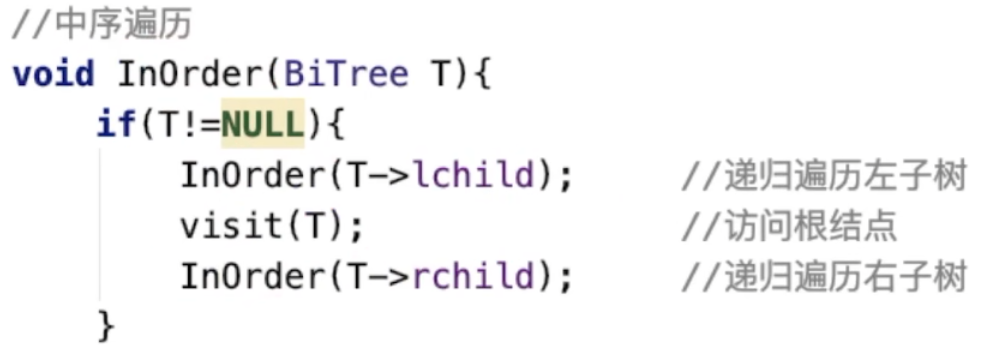 //中序遍历
void InOrder(BiTree T){
    if(T!=NULL){
        InOrder(T->lchild);     //递归遍历左子树
        visit(T);               //访问根结点
        InOrder(T->rchild);     //递归遍历右子树
    }